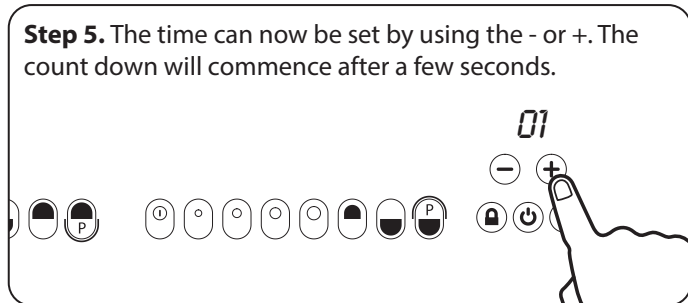 Step 5. The time can now be set by using the - or +. The
count down will commence after a few seconds.
01
P
P